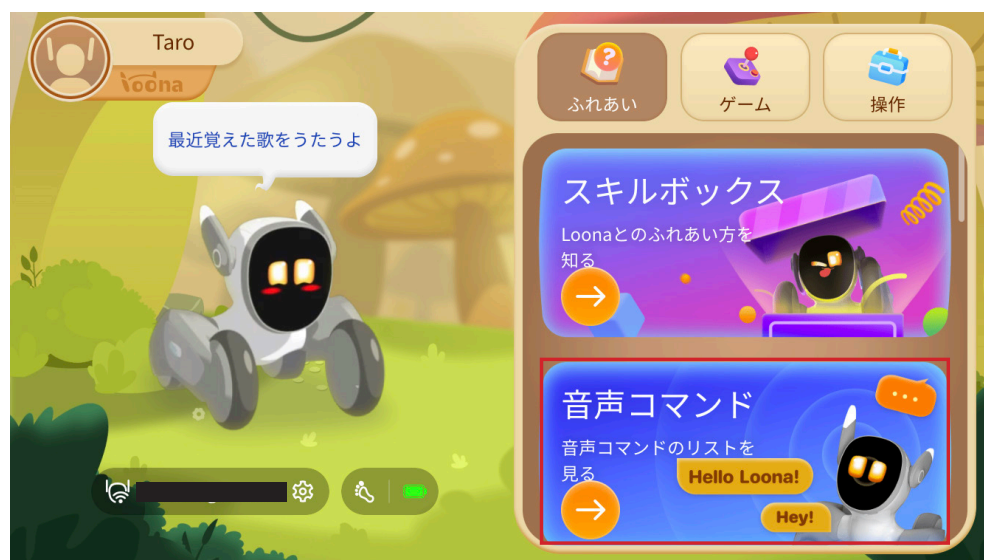 Taro
loona
最近覚えた歌をうたうよ
ふれあい
ゲーム
操作
スキルボックス
Loonaとのふれあい方を
知る
音声コマンド
音声コマンドのリストを
見る
Hello Loona!
Hey!